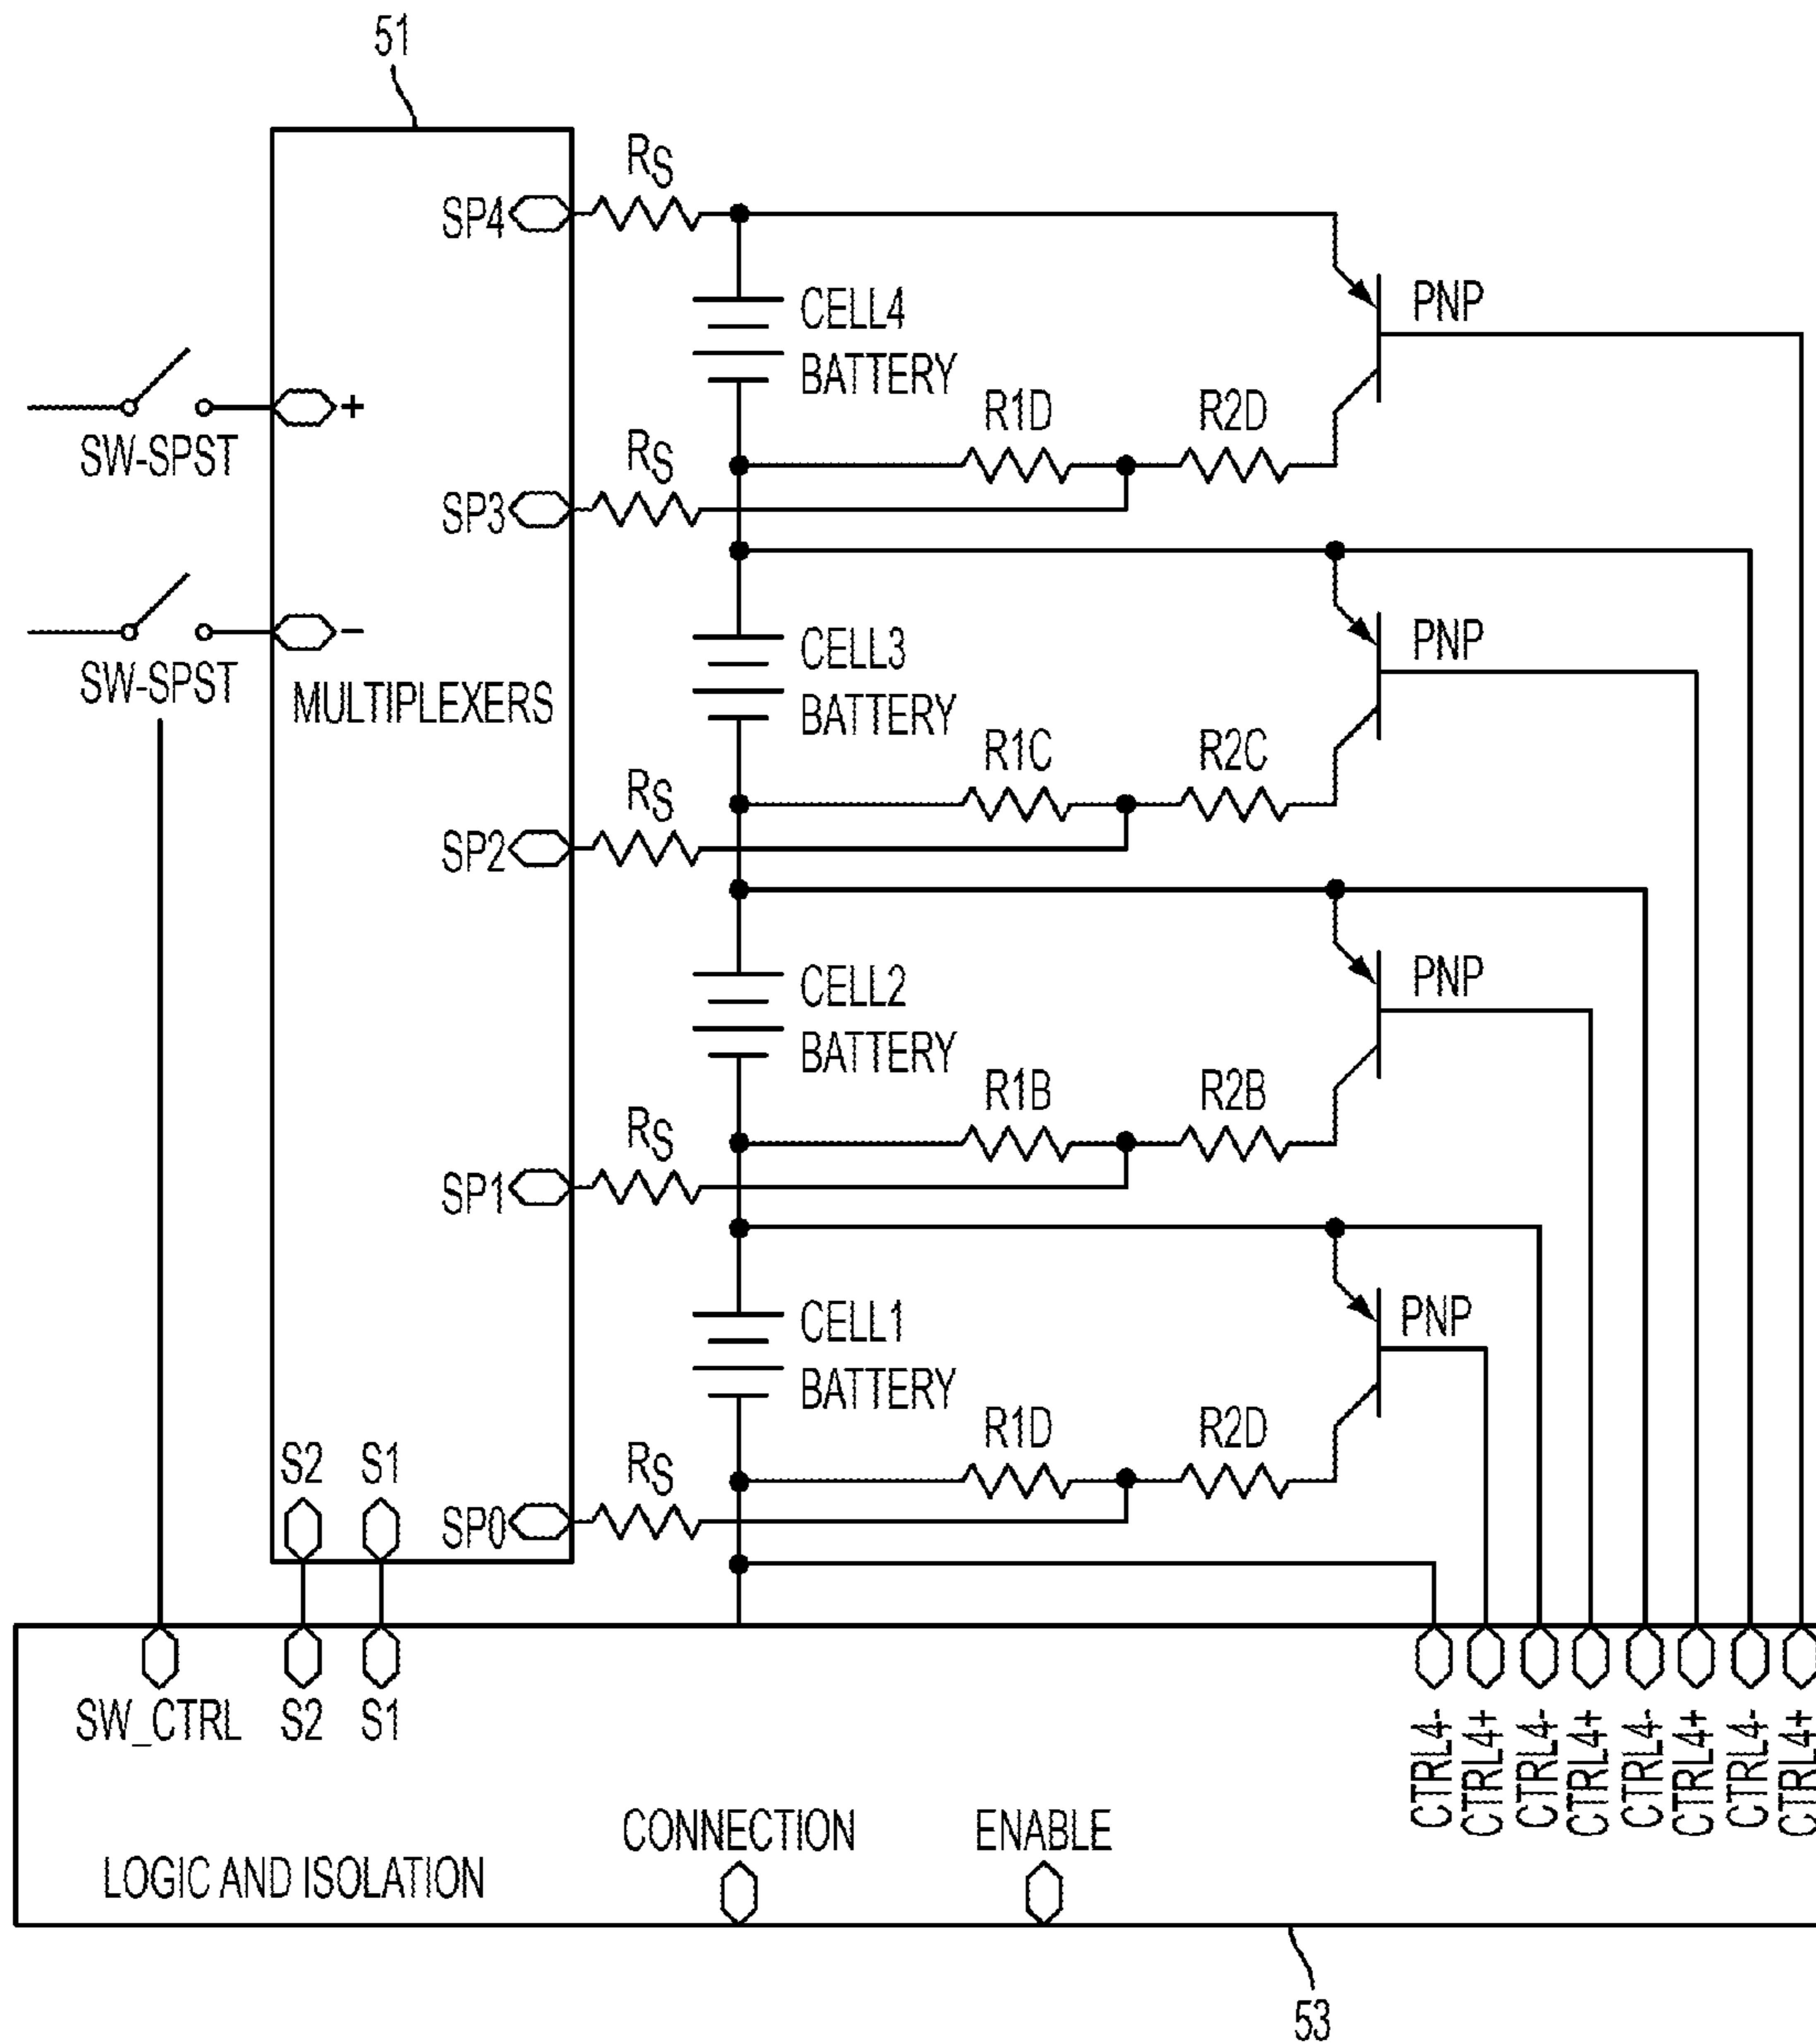 51
RS
SP4
CELL4
BATTERY
PNP
+
SW-SPST
R1D
R2D
RS
SP3
-
SW-SPST
MULTIPLEXERS
CELL3
BATTERY
PNP
R1C
R2C
RS
SP2
CELL2
BATTERY
PNP
R1B
R2B
RS
SP1
CELL1
BATTERY
PNP
R1D
R2D
RS
SP0
S2
S1
SW_CTRL
S2
S1
CTRL4-
CTRL4+
CTRL4-
CTRL4+
CTRL4-
CTRL4+
CTRL4-
CTRL4+
CONNECTION
ENABLE
LOGIC AND ISOLATION
53